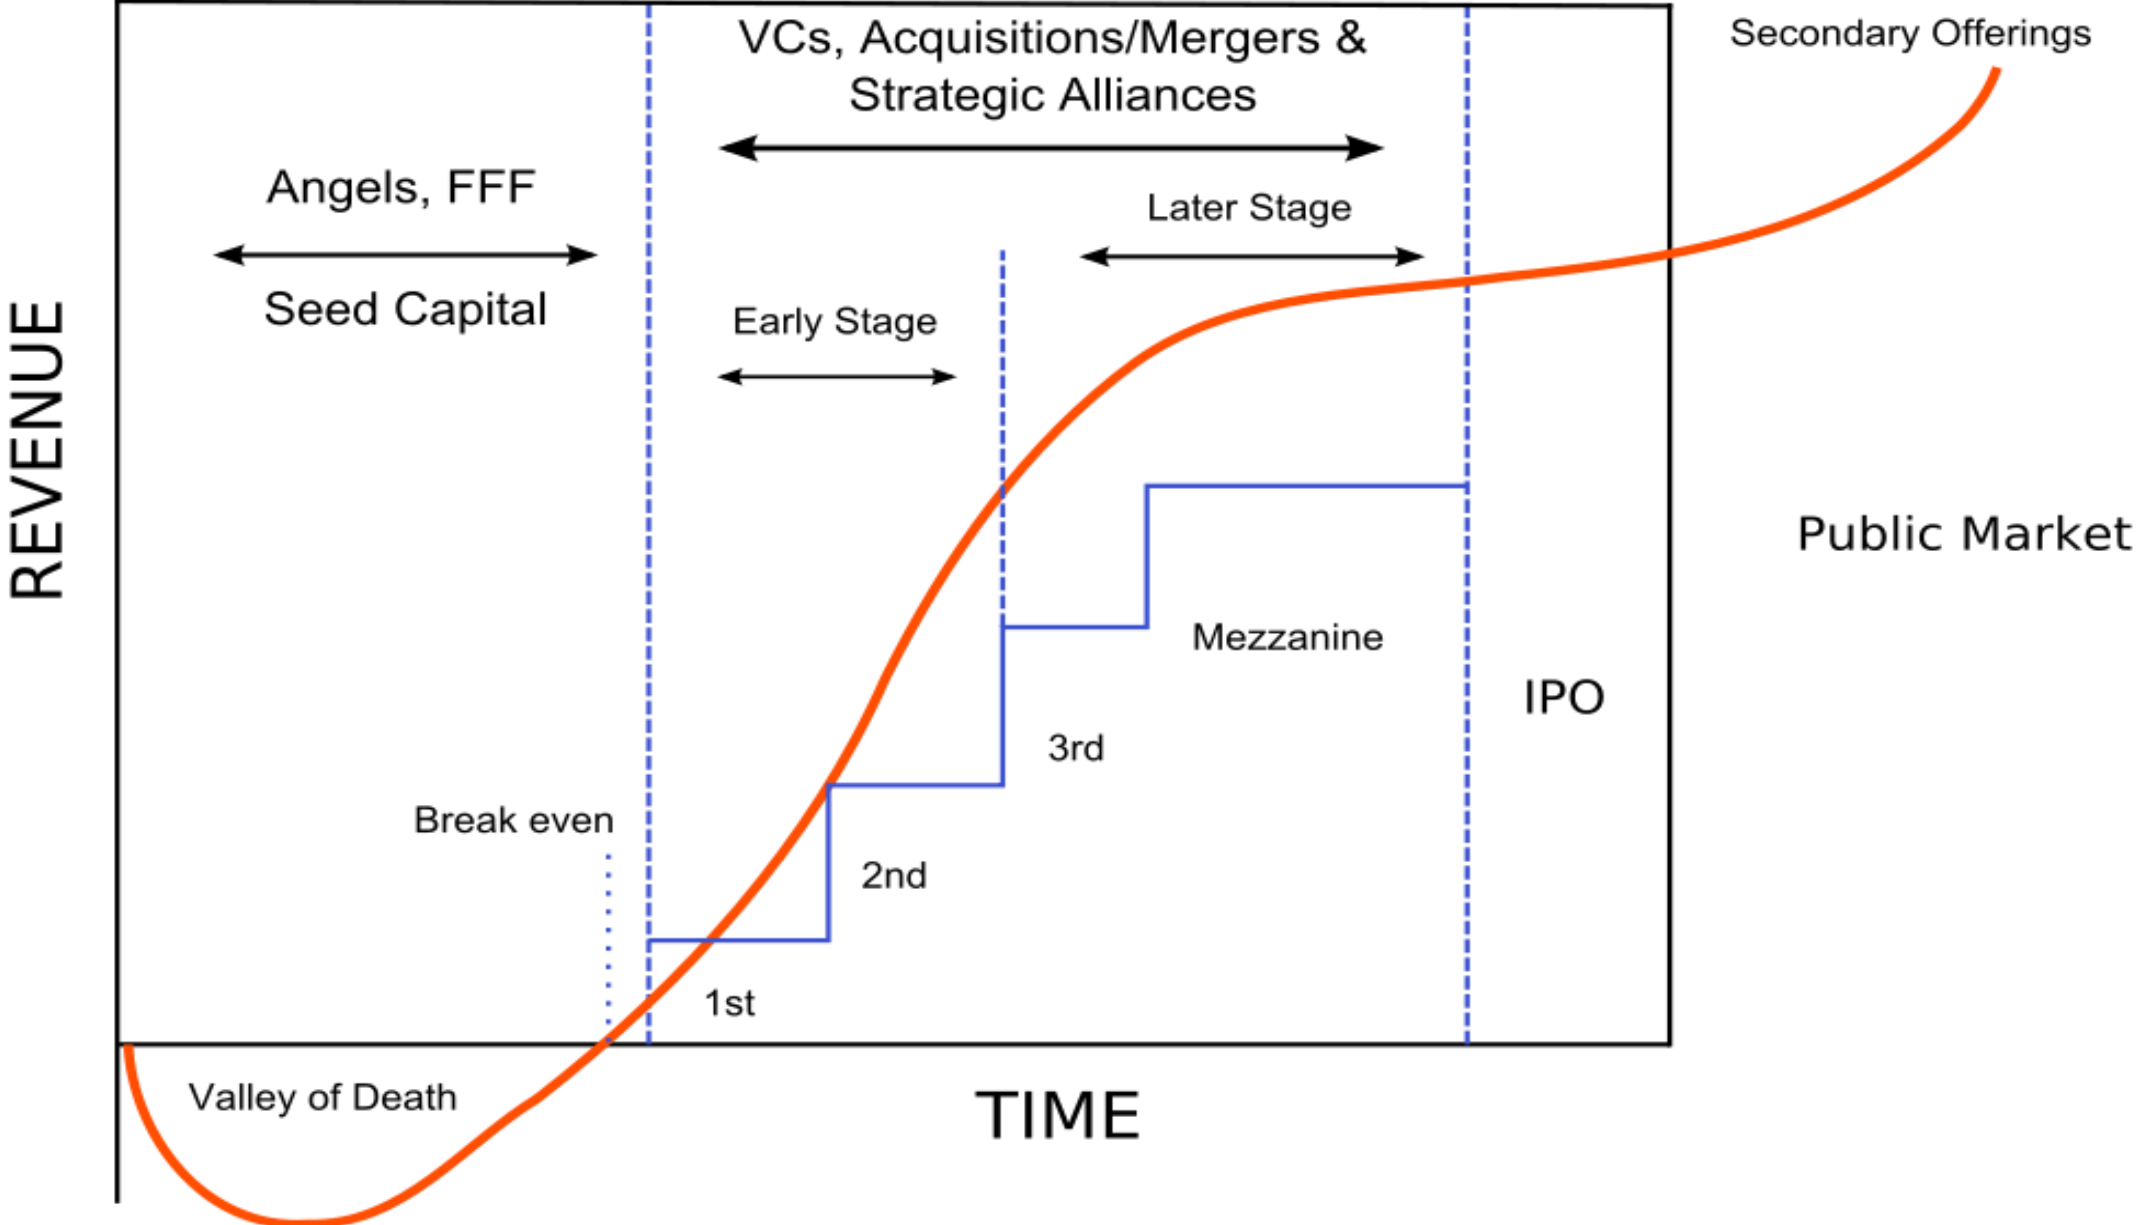 VCs, Acquisitions/Mergers &
Strategic Alliances
Secondary Offerings
Angels, FFF
Seed Capital
Later Stage
Early Stage
REVENUE
Public Market
Mezzanine
IPO
3rd
Break even
2nd
1st
Valley of Death
TIME